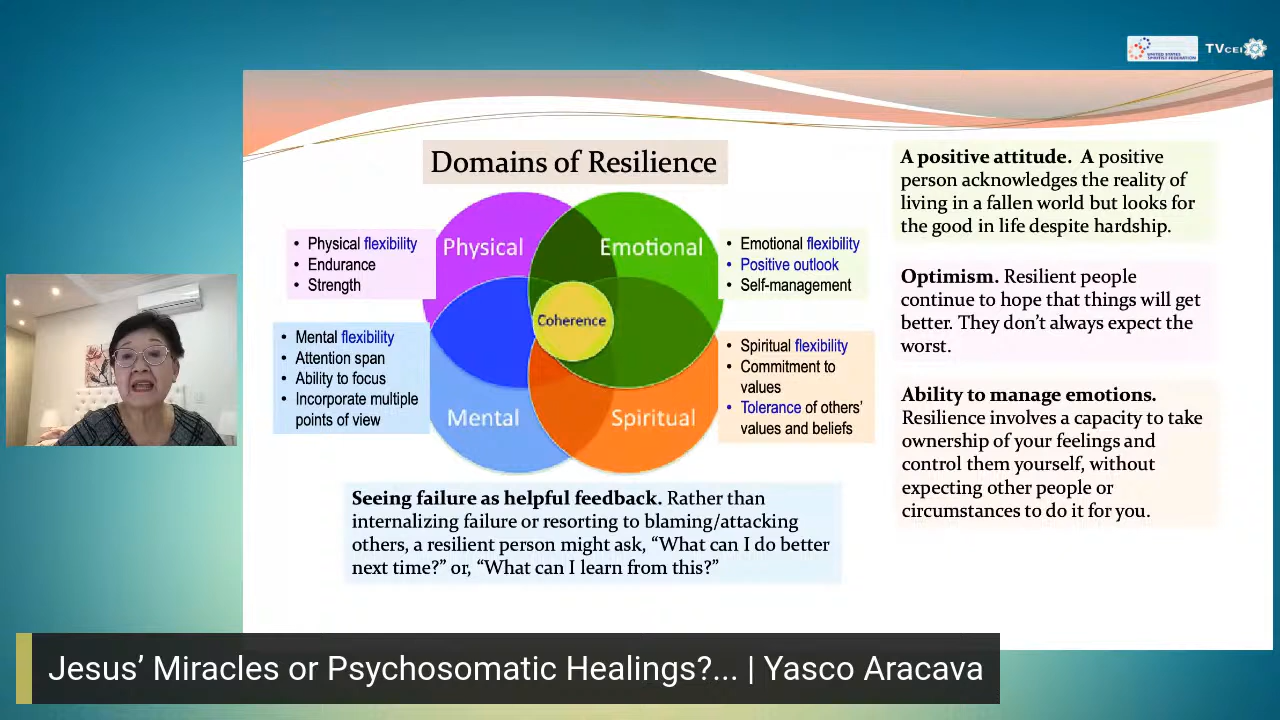 UNITED STATES
SPIRITIST FEDERATION
TVCEI
Domains of Resilience
Physical
Emotional
Coherence
Mental
Spiritual
• Physical flexibility
• Endurance
• Strength
• Emotional flexibility
• Positive outlook
• Self-management
• Mental flexibility
• Attention span
• Ability to focus
• Incorporate multiple
points of view
• Spiritual flexibility
• Commitment to
values
• Tolerance of others’
values and beliefs
Seeing failure as helpful feedback. Rather than
internalizing failure or resorting to blaming/attacking
others, a resilient person might ask, “What can I do better
next time?” or, “What can I learn from this?”
A positive attitude. A positive
person acknowledges the reality of
living in a fallen world but looks for
the good in life despite hardship.
Optimism. Resilient people
continue to hope that things will get
better. They don’t always expect the
worst.
Ability to manage emotions.
Resilience involves a capacity to take
ownership of your feelings and
control them yourself, without
expecting other people or
circumstances to do it for you.
Jesus’ Miracles or Psychosomatic Healings?... | Yasco Aracava